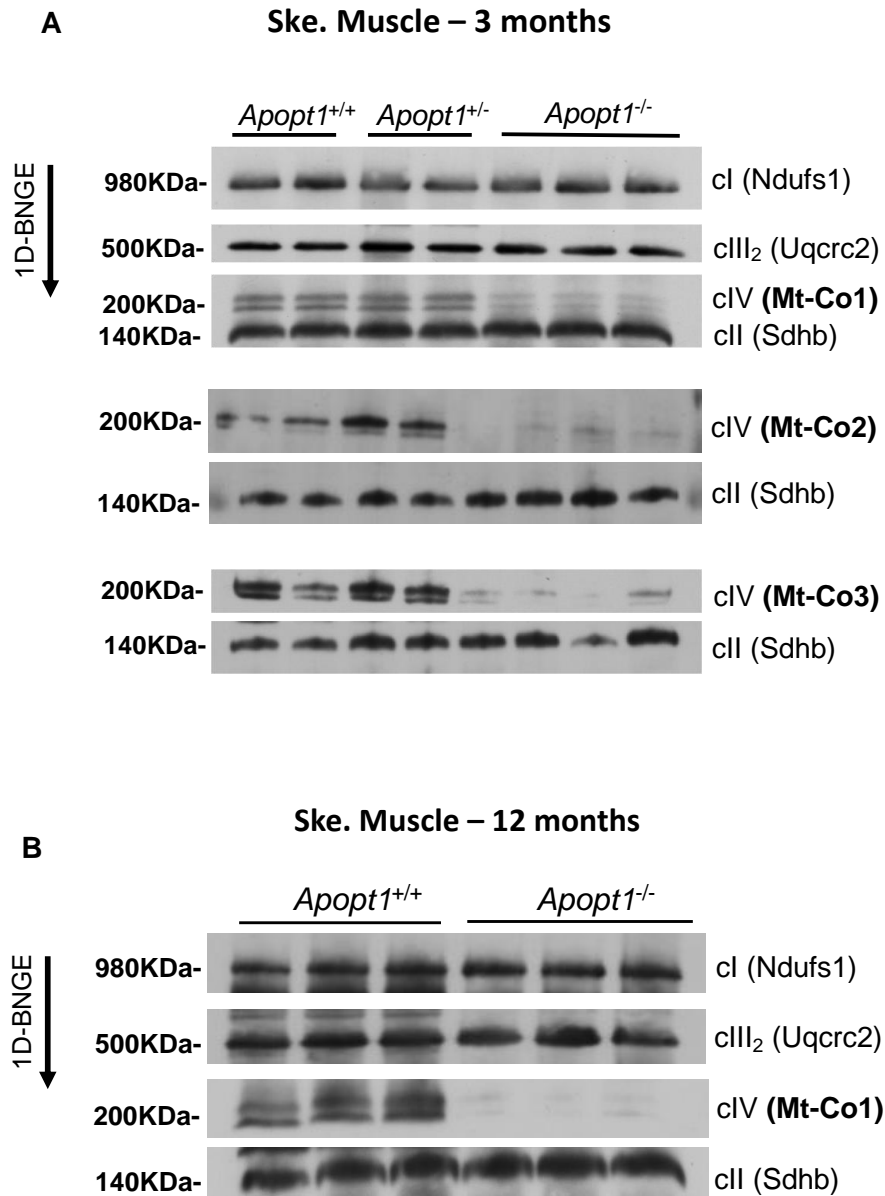 A
Ske. Muscle – 3 months
Apopt1+/+ Apopt1+/- Apopt1-/-
1D-BNGE
980KDa- cI (Ndufs1)
500KDa- cIII2 (Uqcrc2)
200KDa- cIV (Mt-Co1)
140KDa- cII (Sdhb)
200KDa- cIV (Mt-Co2)
140KDa- cII (Sdhb)
200KDa- cIV (Mt-Co3)
140KDa- cII (Sdhb)
Ske. Muscle – 12 months
B
Apopt1+/+ Apopt1-/-
1D-BNGE
980KDa- cI (Ndufs1)
500KDa- cIII2 (Uqcrc2)
200KDa- cIV (Mt-Co1)
140KDa- cII (Sdhb)